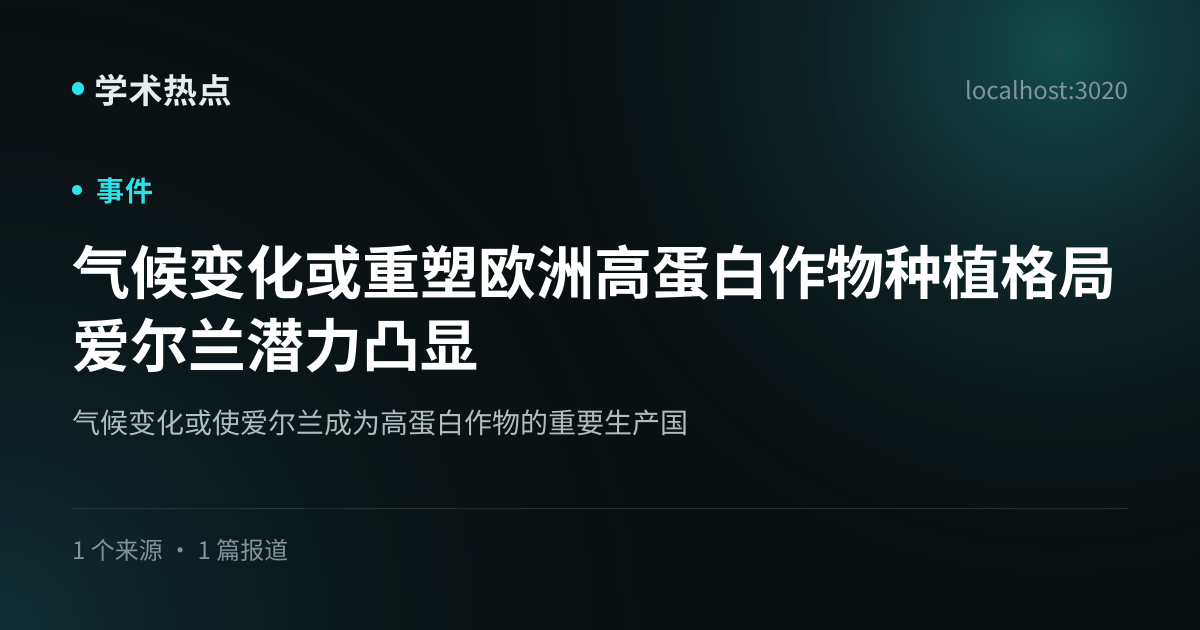 学术热点
localhost:3020
事件
气候变化或重塑欧洲高蛋白作物种植格局
爱尔兰潜力凸显
气候变化或使爱尔兰成为高蛋白作物的重要生产国
1 个来源 · 1 篇报道